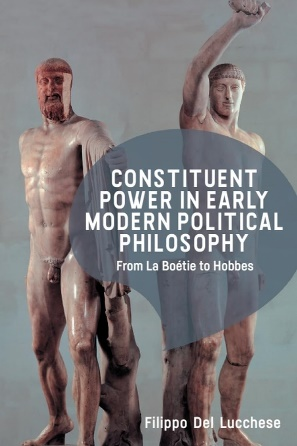 CONSTITUENT
POWER IN EARLY
MODERN POLITICAL
PHILOSOPHY
From La Boétie to Hobbes
Filippo Del Lucchese